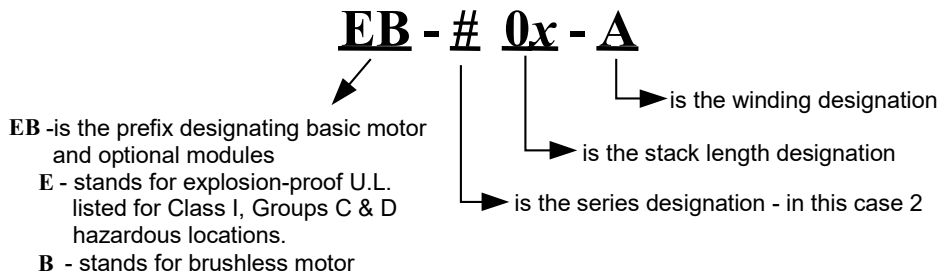 EB - # 0x - A
is the winding designation
EB -is the prefix designating basic motor
and optional modules
is the stack length designation
E - stands for explosion-proof U.L.
listed for Class I, Groups C & D
hazardous locations.
is the series designation - in this case 2
B - stands for brushless motor